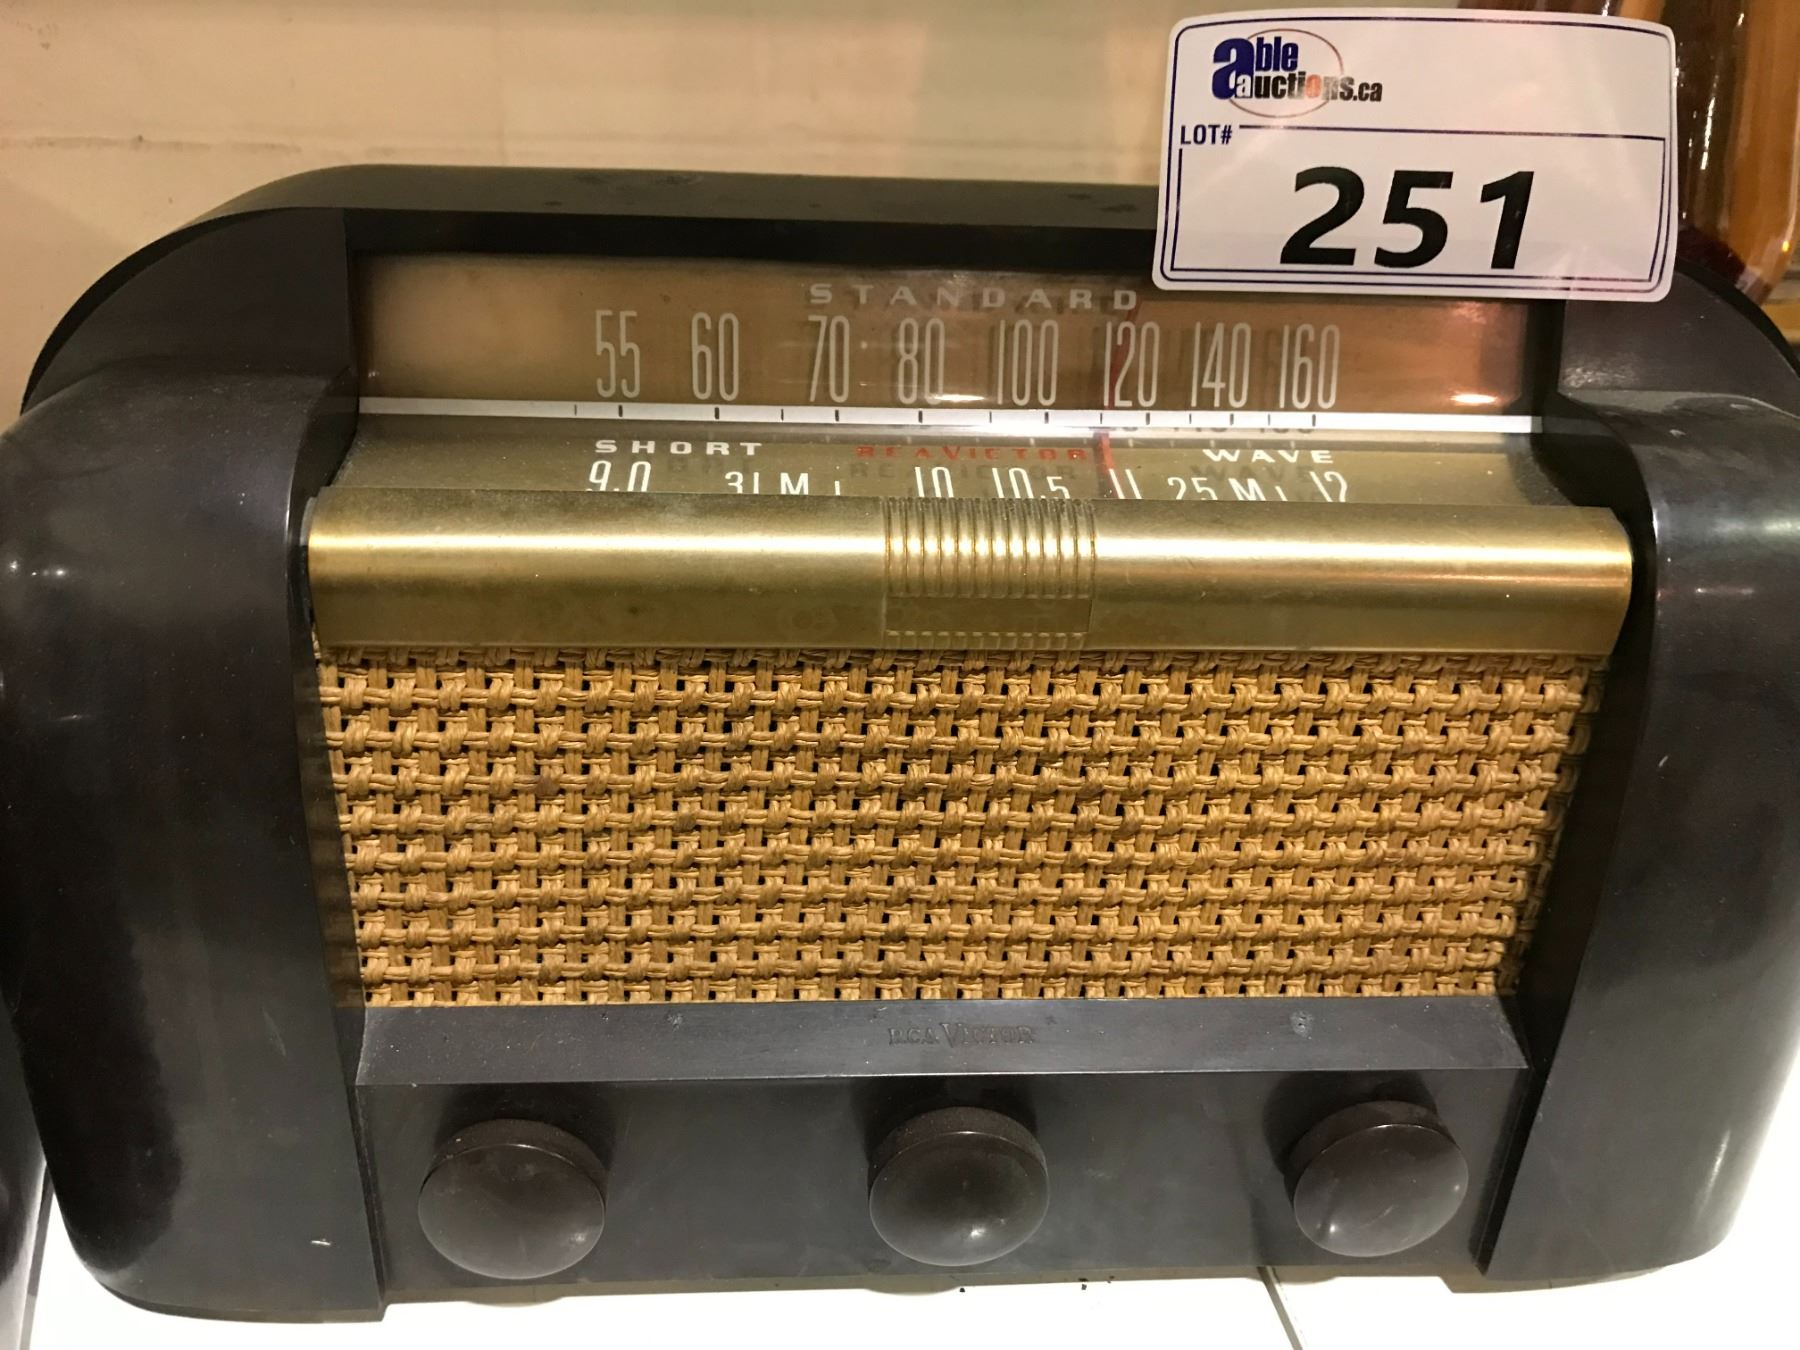 able
auctions.ca
LOT#
251
STANDARD
55 60 70 80 100 120 140 160
SHORT RCA VICTOR WAVE
9.0 31 M. 10 10.5 11 25 M. 12
RCA VICTOR